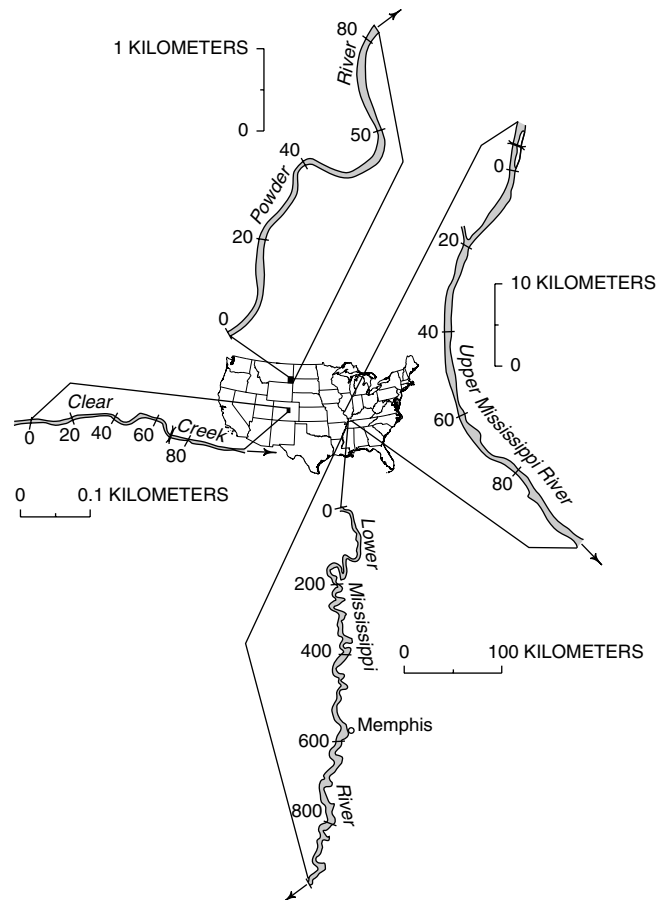 1 KILOMETERS
0
80
River
50
40
Powder
20
0
0
20
10 KILOMETERS
0
40
Upper Mississippi River
60
80
Clear
Creek
0
20
40
60
80
0
0.1 KILOMETERS
0
Lower
200
Mississippi
400
0
100 KILOMETERS
Memphis
600
River
800